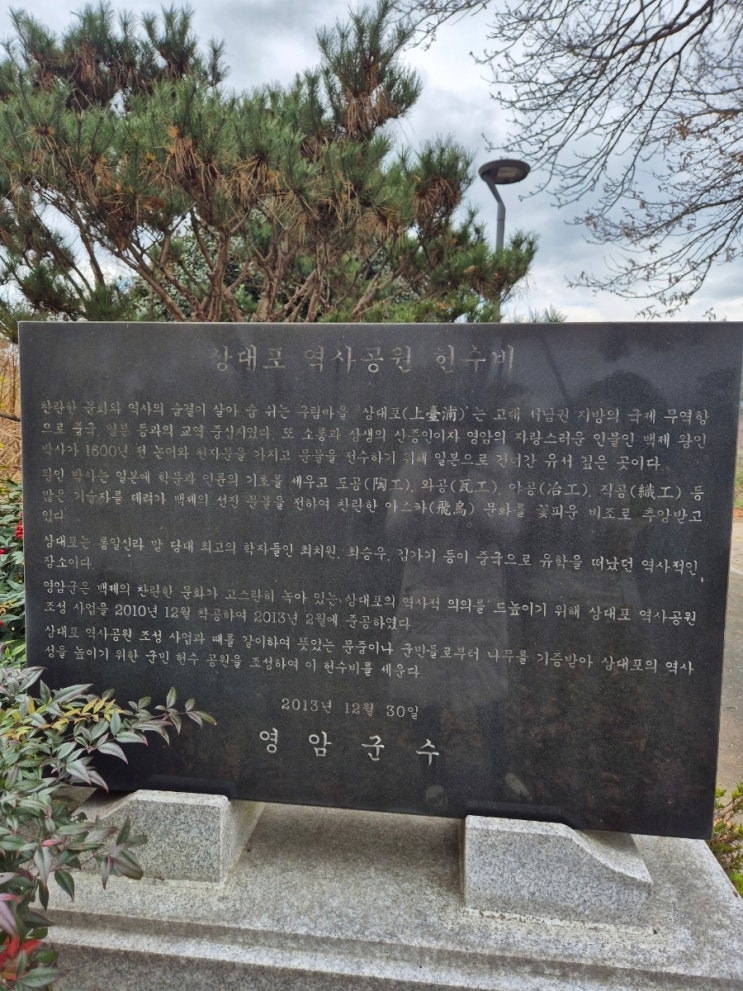 상대포 역사공원 헌수비
찬란한 문화와 역사의 숨결이 살아 숨 쉬는 구림마을 '상대포(上臺浦)'는 고대 서남권 지방의 국제 무역항
으로 중국, 일본 등과의 교역 중심지였다. 또 소통과 상생의 산증인이자 영암의 자랑스러운 인물인 백제 왕인
박사가 1600년 전 논어와 천자문을 가지고 문물을 전수하기 위해 일본으로 건너간 유서 깊은 곳이다.
왕인 박사는 일본에 학문과 인륜의 기초를 세우고 도공(陶工), 와공(瓦工), 야공(冶工), 직공(織工) 등
많은 기술자를 데려가 백제의 선진 문물을 전하여 찬란한 아스카(飛鳥) 문화를 꽃피운 비조로 추앙받고
있다.
상대포는 통일신라 말 당대 최고의 학자들인 최치원, 최승우, 김가기 등이 중국으로 유학을 떠났던 역사적인
장소이다.
영암군은 백제의 찬란한 문화가 고스란히 녹아 있는 상대포의 역사적 의의를 드높이기 위해 상대포 역사공원
조성 사업을 2010년 12월 착공하여 2013년 2월에 준공하였다.
상대포 역사공원 조성 사업과 때를 같이하여 뜻있는 문중이나 군민들로부터 나무를 기증받아 상대포의 역사
성을 높이기 위한 군민 헌수 공원을 조성하여 이 헌수비를 세운다.
2013년 12월 30일
영암군수